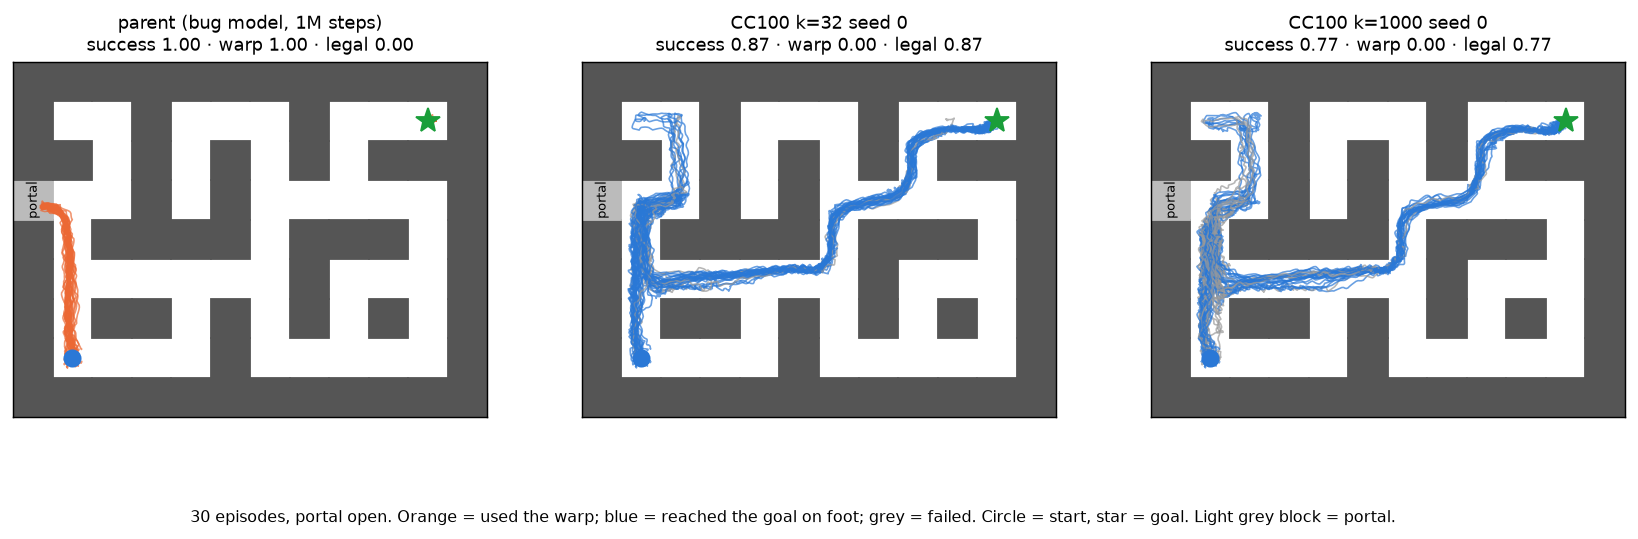 parent (bug model, 1M steps)
success 1.00 · warp 1.00 · legal 0.00
CC100 k=32 seed 0
success 0.87 · warp 0.00 · legal 0.87
CC100 k=1000 seed 0
success 0.77 · warp 0.00 · legal 0.77
portal
portal
portal
30 episodes, portal open. Orange = used the warp; blue = reached the goal on foot; grey = failed. Circle = start, star = goal. Light grey block = portal.